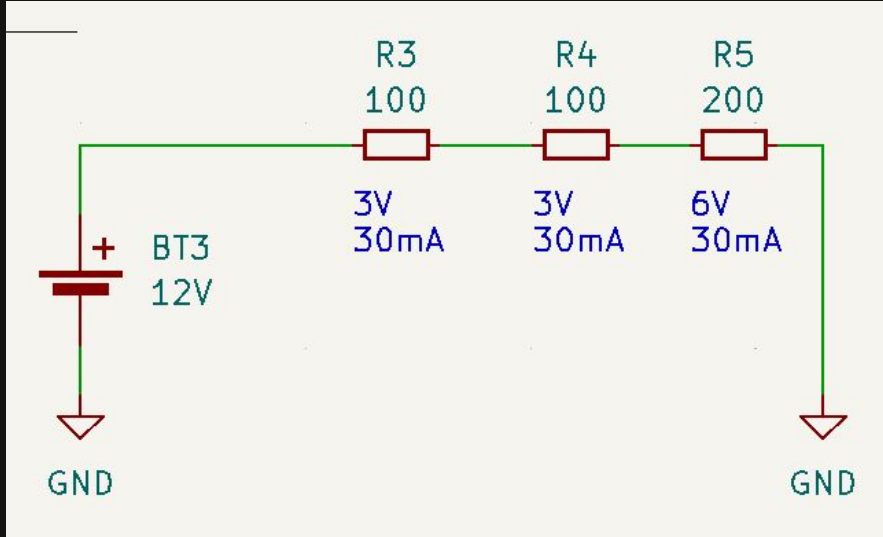 R3
100
R4
100
R5
200
3V
30mA
3V
30mA
6V
30mA
+
BT3
12V
GND
GND